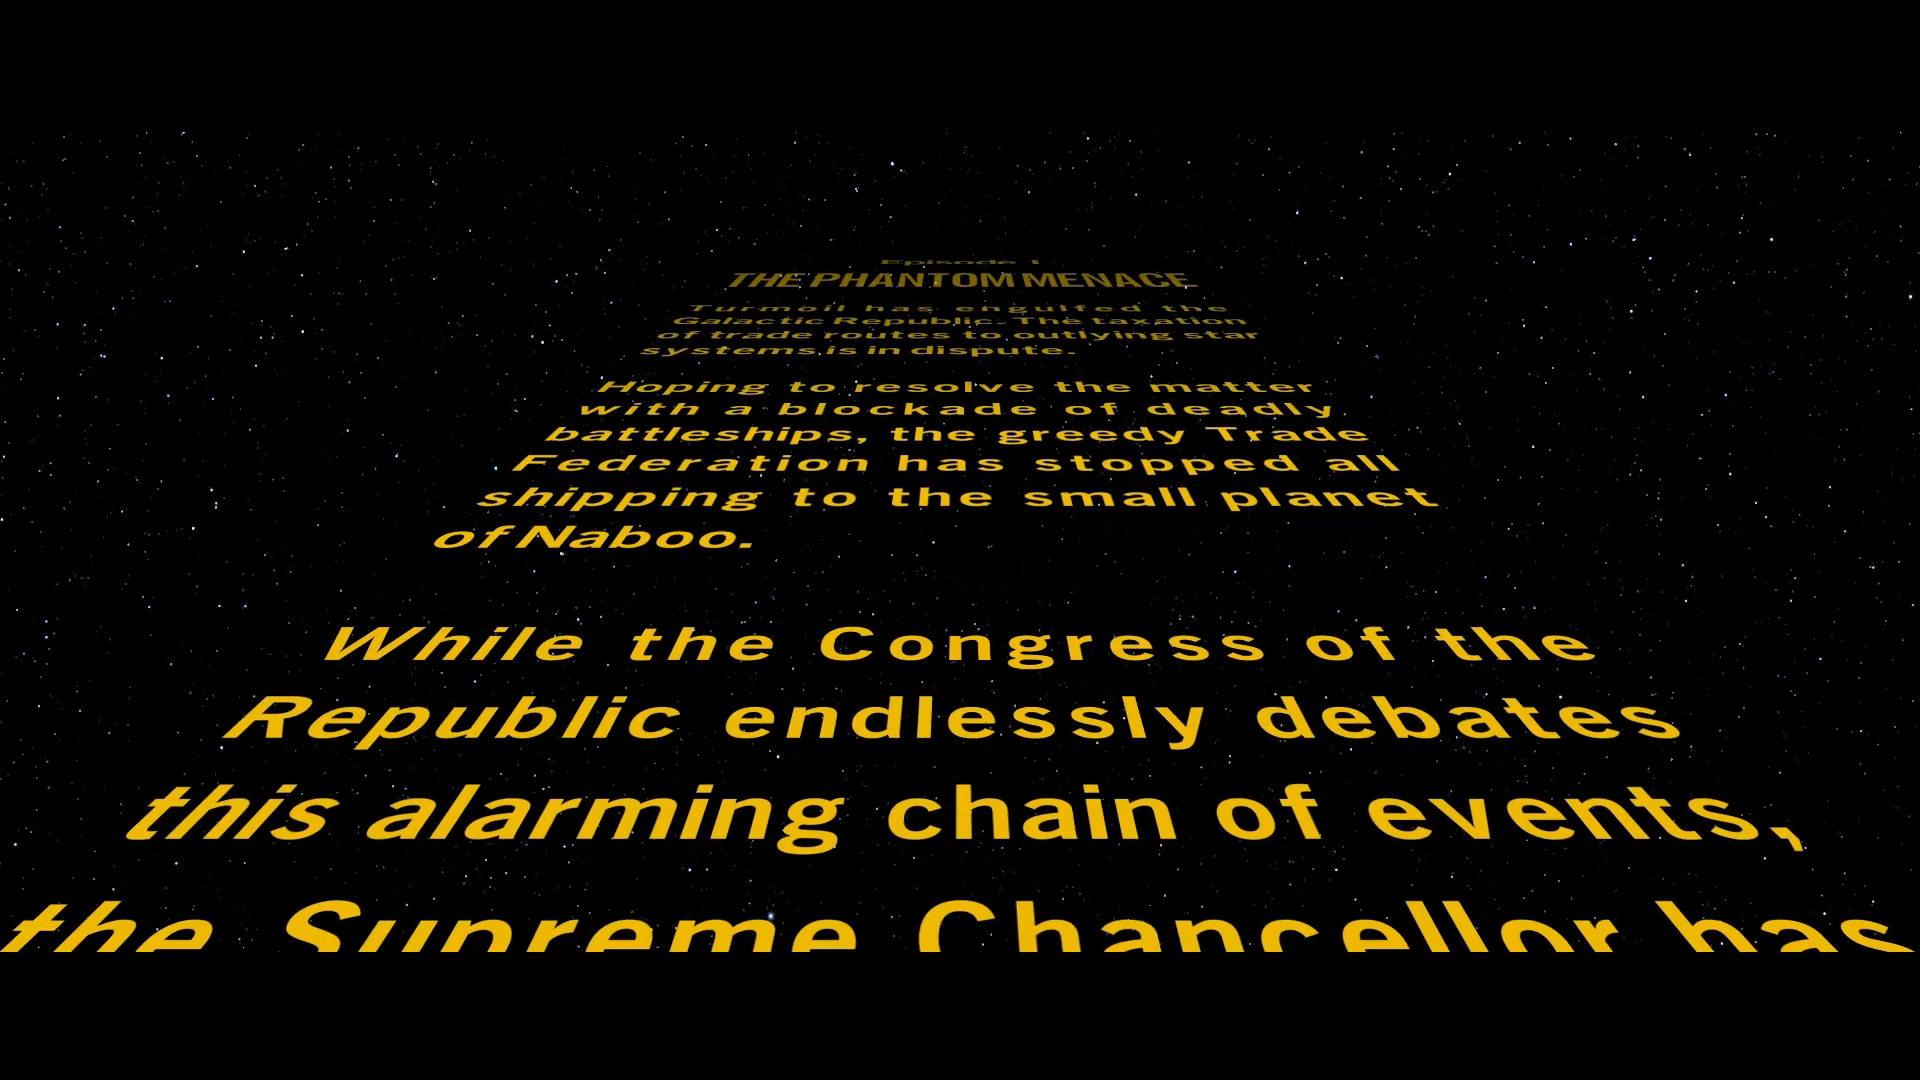 Episode I
THE PHANTOM MENACE
Turmoil has engulfed the
Galactic Republic. The taxation
of trade routes to outlying star
systems is in dispute.
Hoping to resolve the matter
with a blockade of deadly
battleships, the greedy Trade
Federation has stopped all
shipping to the small planet
of Naboo.
While the Congress of the
Republic endlessly debates
this alarming chain of events,
the Supreme Chancellor has